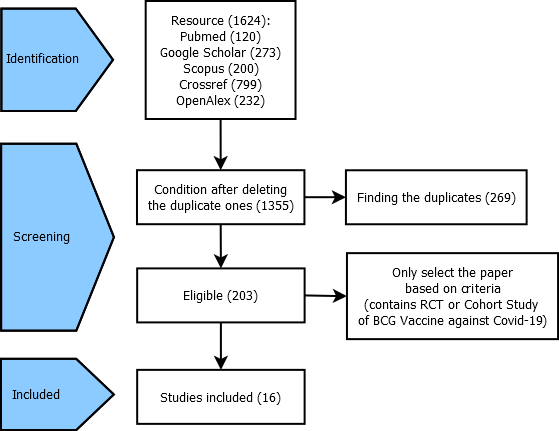 Identification
Resource (1624):
Pubmed (120)
Google Scholar (273)
Scopus (200)
Crossref (799)
OpenAlex (232)
Screening
Condition after deleting
the duplicate ones (1355)
Finding the duplicates (269)
Eligible (203)
Only select the paper
based on criteria
(contains RCT or Cohort Study
of BCG Vaccine against Covid-19)
Included
Studies included (16)